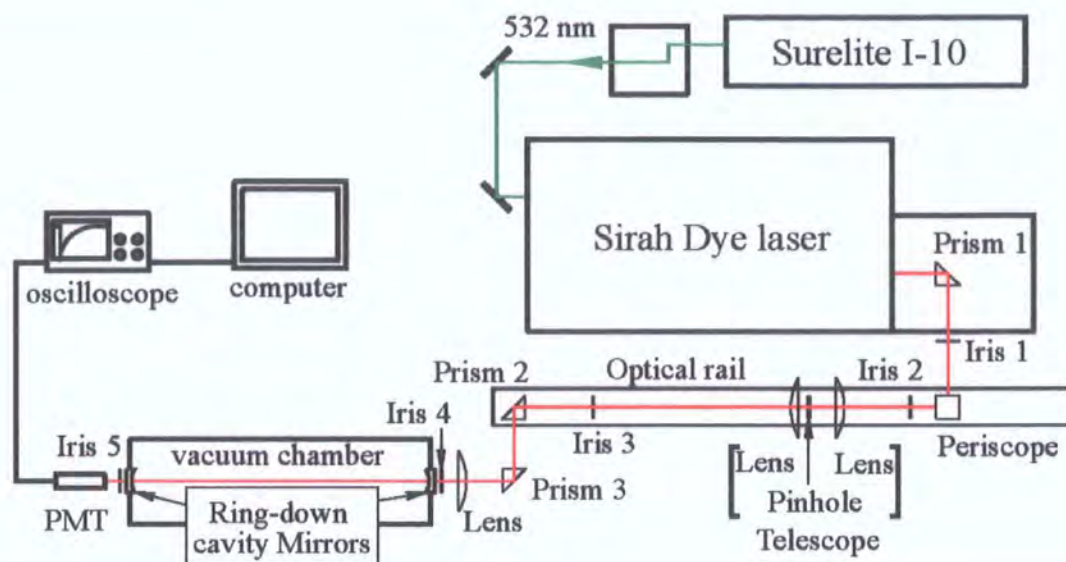 532 nm
Surelite I-10
Sirah Dye laser
Prism 1
oscilloscope
computer
Iris 1
Prism 2
Optical rail
Iris 2
Iris 5
vacuum chamber
Iris 4
Iris 3
Periscope
PMT
Ring-down
cavity Mirrors
Lens
Prism 3
Lens
Lens
Pinhole
Telescope